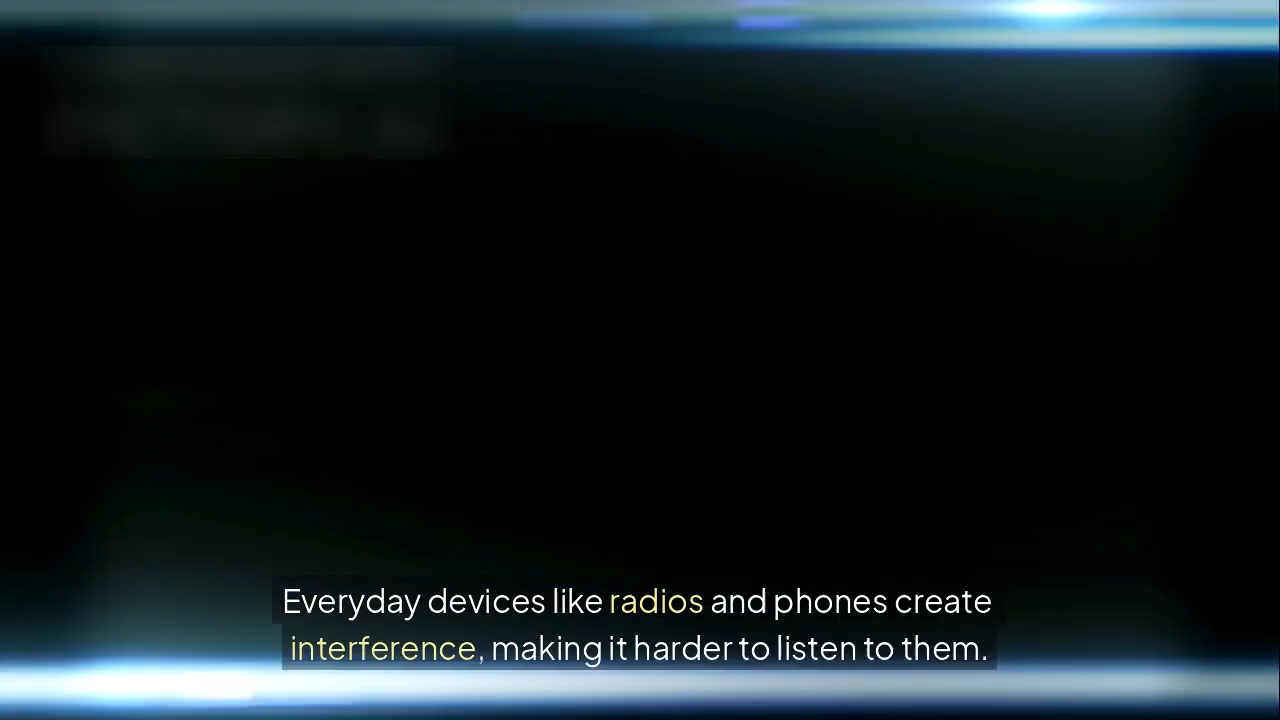 Everyday devices like radios and phones create
interference, making it harder to listen to them.